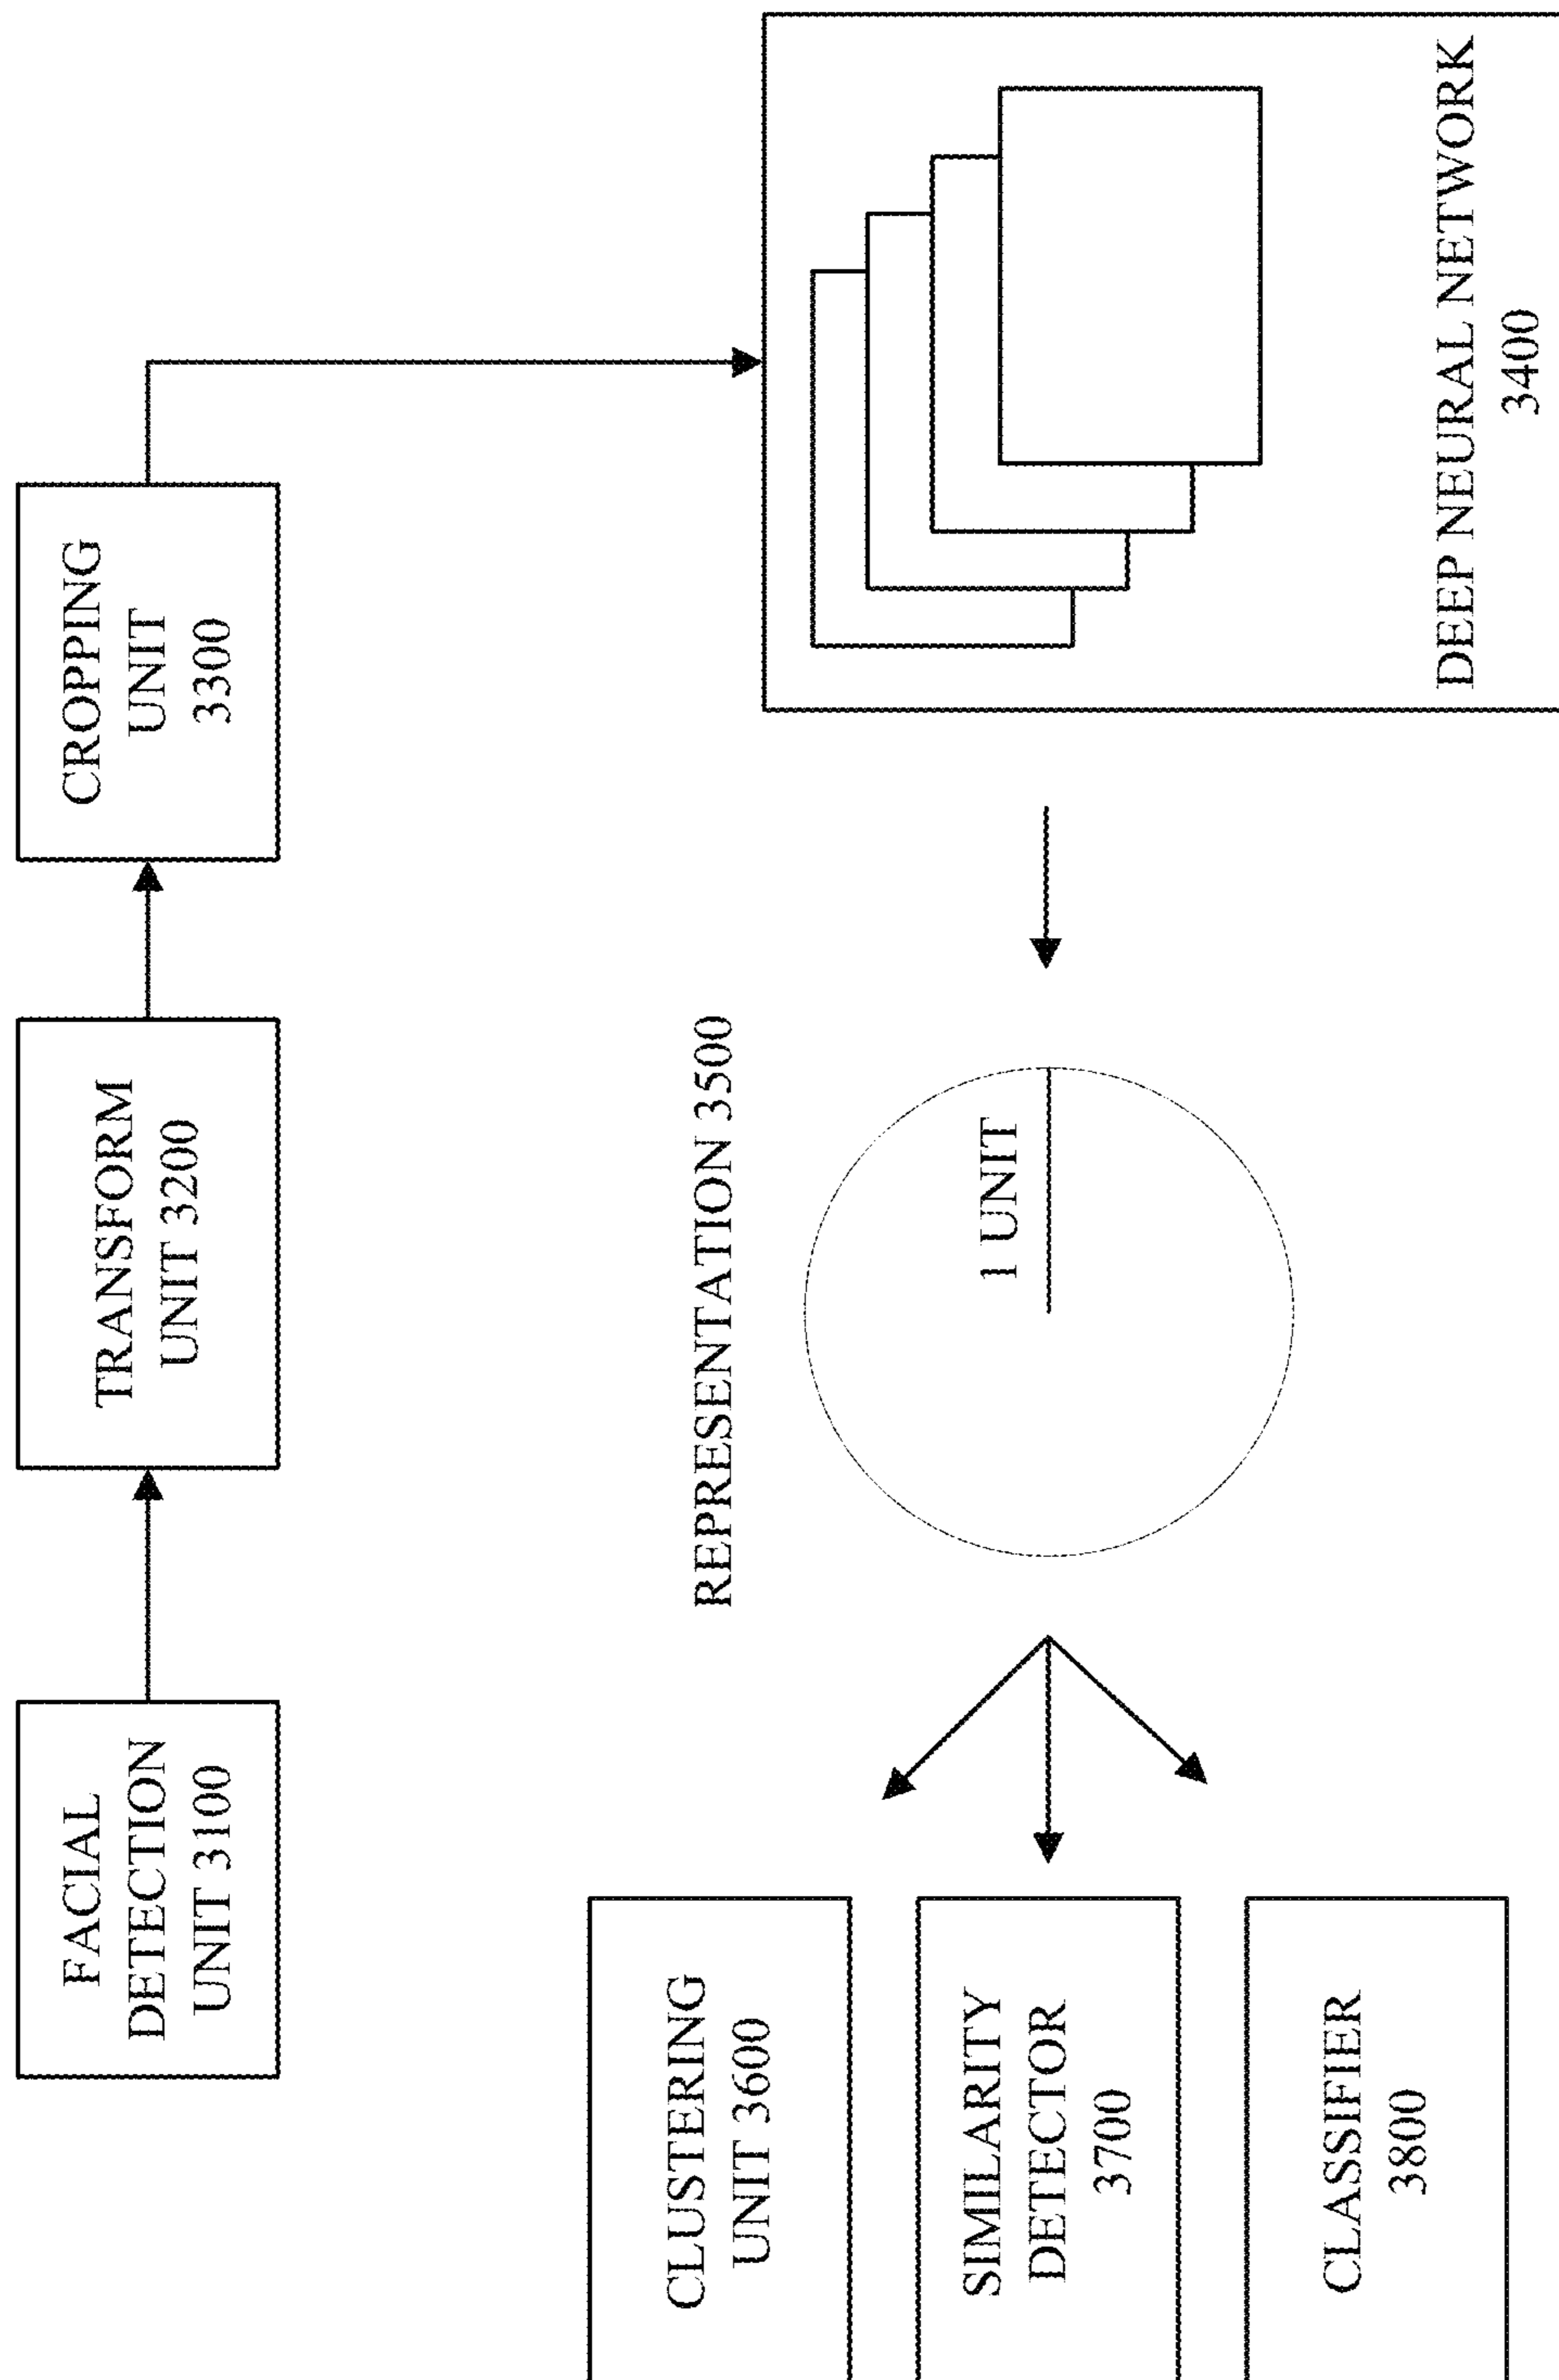 FACIAL
DETECTION
UNIT 3100
TRANSFORM
UNIT 3200
CROPPING
UNIT
3300
CLUSTERING
UNIT 3600
SIMILARITY
DETECTOR
3700
CLASSIFIER
3800
REPRESENTATION 3500
1 UNIT
DEEP NEURAL NETWORK
3400